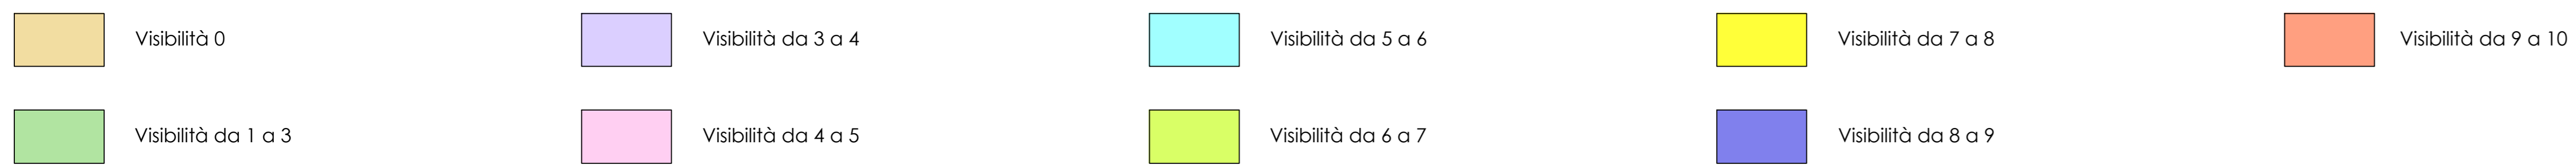 Visibilità 0
Visibilità da 1 a 3
Visibilità da 3 a 4
Visibilità da 4 a 5
Visibilità da 5 a 6
Visibilità da 6 a 7
Visibilità da 7 a 8
Visibilità da 8 a 9
Visibilità da 9 a 10